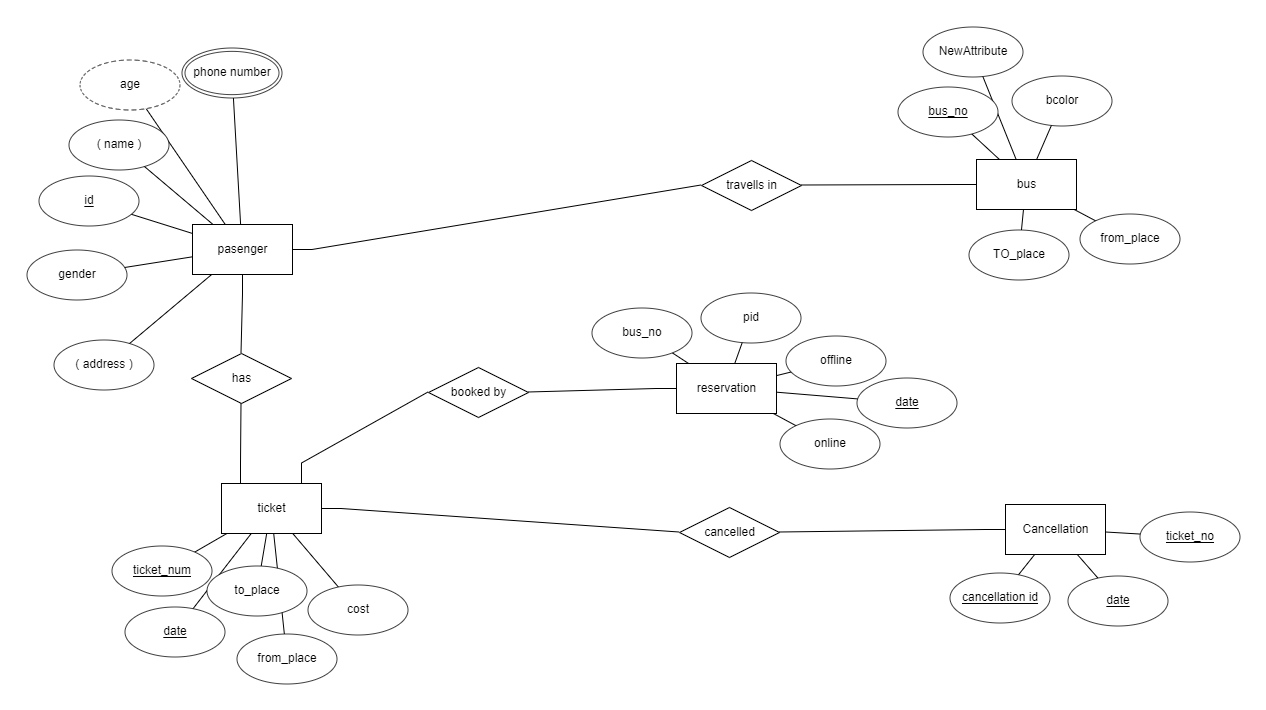 NewAttribute
phone number
age
bcolor
bus_no
( name )
travells in
bus
id
from_place
pasenger
TO_place
gender
pid
bus_no
offline
( address )
has
booked by
reservation
date
online
ticket
cancelled
Cancellation
ticket_no
ticket_num
to_place
cancellation id
date
cost
date
from_place